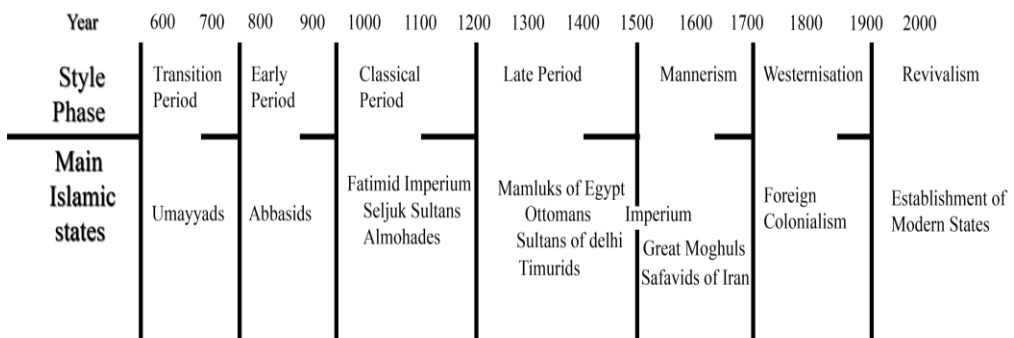 Year 600 700 800 900 1000 1100 1200 1300 1400 1500 1600 1700 1800 1900 2000
Style
Phase
Transition
Period
Early
Period
Classical
Period
Late Period
Mannerism
Westernisation
Revivalism
Main
Islamic
states
Umayyads
Abbasids
Fatimid Imperium
Seljuk Sultans
Almohades
Mamluks of Egypt
Ottomans Imperium
Sultans of delhi
Timurids
Great Moghuls
Safavids of Iran
Foreign
Colonialism
Establishment of
Modern States